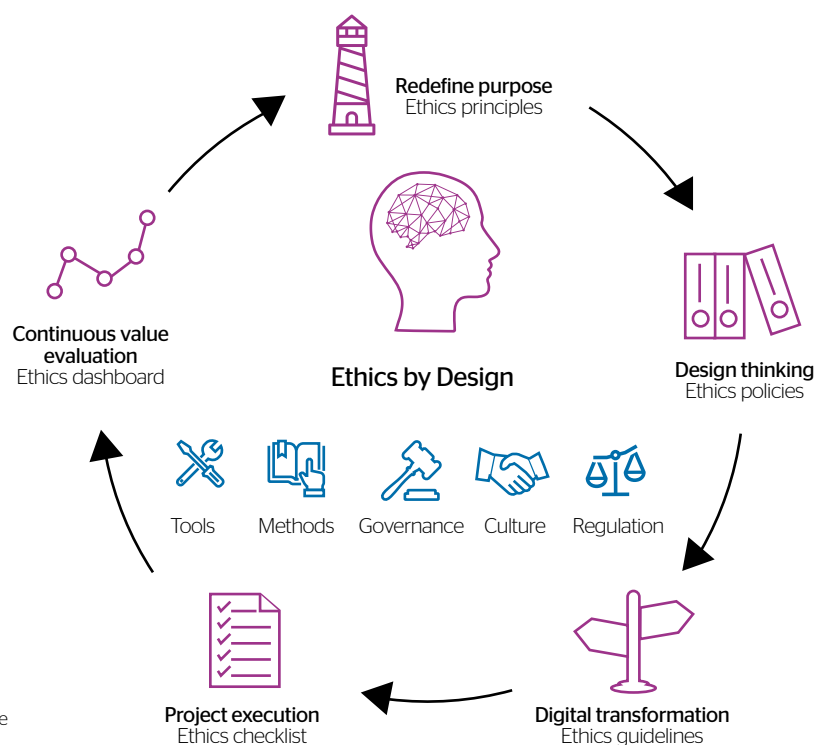 Redefine purpose
Ethics principles
Continuous value
evaluation
Ethics dashboard
Ethics by Design
Design thinking
Ethics policies
Tools
Methods
Governance
Culture
Regulation
Project execution
Ethics checklist
Digital transformation
Ethics guidelines